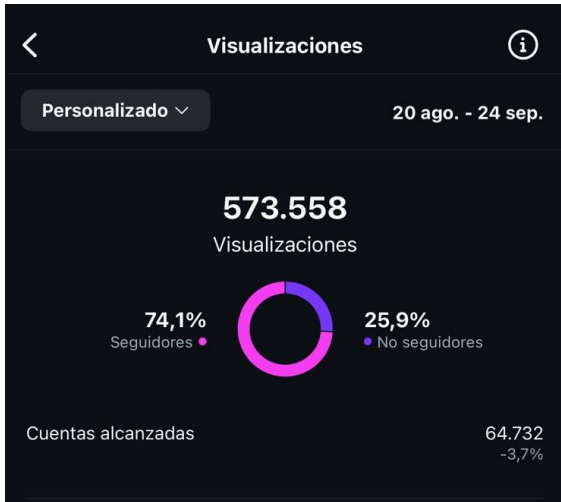 Visualizaciones
Personalizado
20 ago. - 24 sep.
573.558
Visualizaciones
74,1%
Seguidores
25,9%
No seguidores
Cuentas alcanzadas
64.732
-3,7%